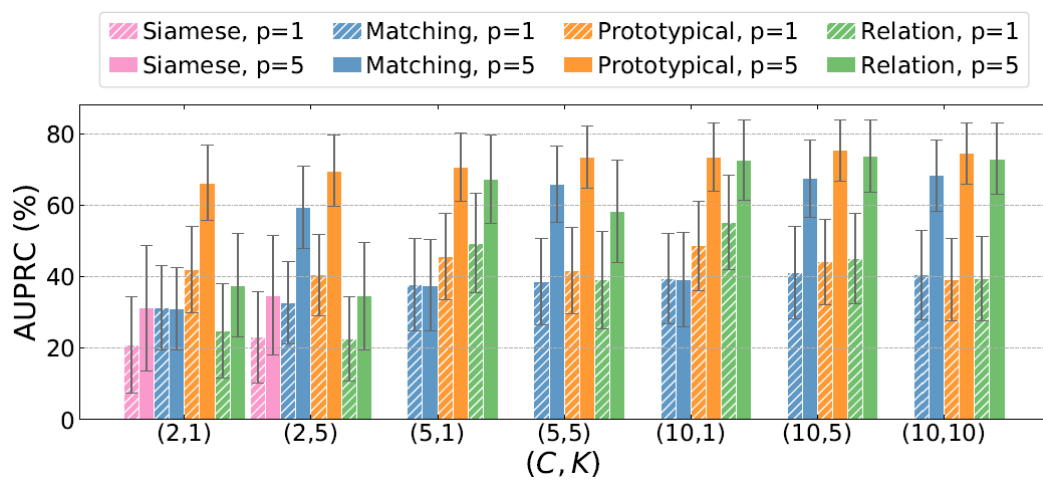 Siamese, p=1 Matching, p=1 Prototypical, p=1 Relation, p=1
Siamese, p=5 Matching, p=5 Prototypical, p=5 Relation, p=5
AUPRC (%)
80
60
40
20
0
(2,1) (2,5) (5,1) (5,5) (10,1) (10,5) (10,10)
(C, K)